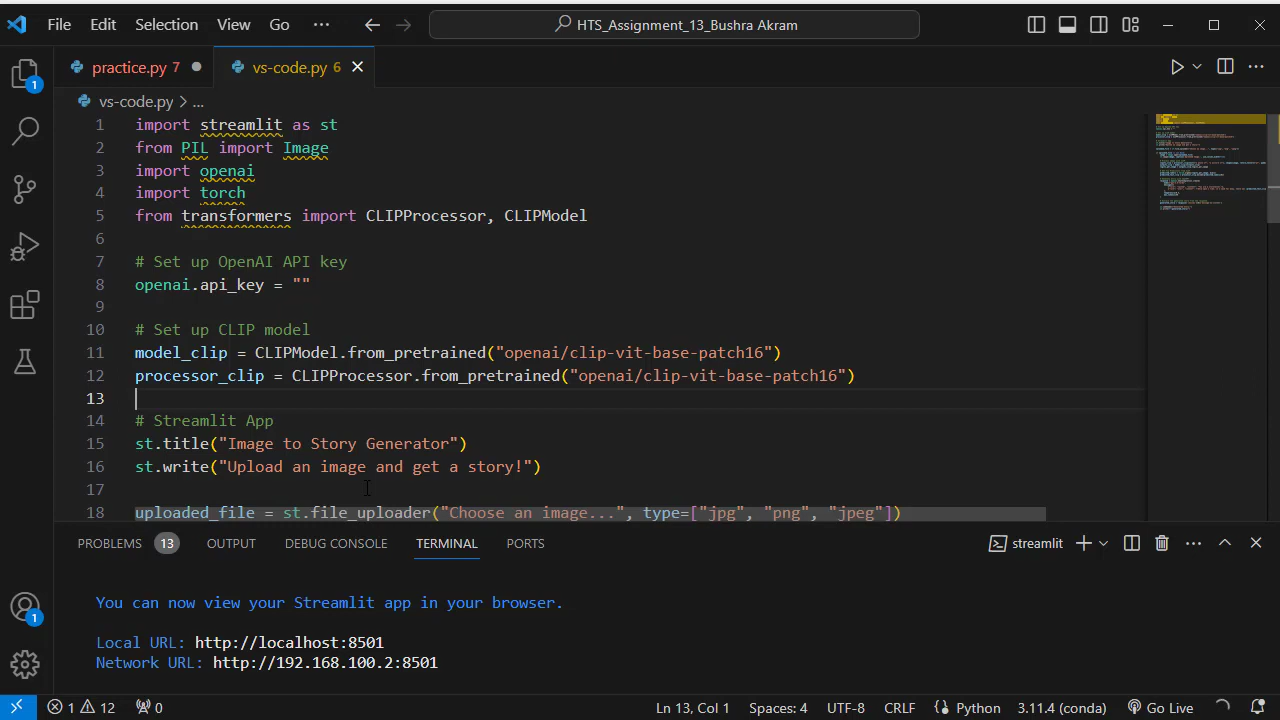 File Edit Selection View Go ··· HTS_Assignment_13_Bushra Akram
practice.py 7 vs-code.py 6
vs-code.py > ...
1 import streamlit as st
2 from PIL import Image
3 import openai
4 import torch
5 from transformers import CLIPProcessor, CLIPModel
6
7 # Set up OpenAI API key
8 openai.api_key = ""
9
10 # Set up CLIP model
11 model_clip = CLIPModel.from_pretrained("openai/clip-vit-base-patch16")
12 processor_clip = CLIPProcessor.from_pretrained("openai/clip-vit-base-patch16")
13
14 # Streamlit App
15 st.title("Image to Story Generator")
16 st.write("Upload an image and get a story!")
17
18 uploaded_file = st.file_uploader("Choose an image...", type=["jpg", "png", "jpeg"])
PROBLEMS 13 OUTPUT DEBUG CONSOLE TERMINAL PORTS streamlit
You can now view your Streamlit app in your browser.
Local URL: http://localhost:8501
Network URL: http://192.168.100.2:8501
1 12 0 Ln 13, Col 1 Spaces: 4 UTF-8 CRLF Python 3.11.4 (conda) Go Live
1
1